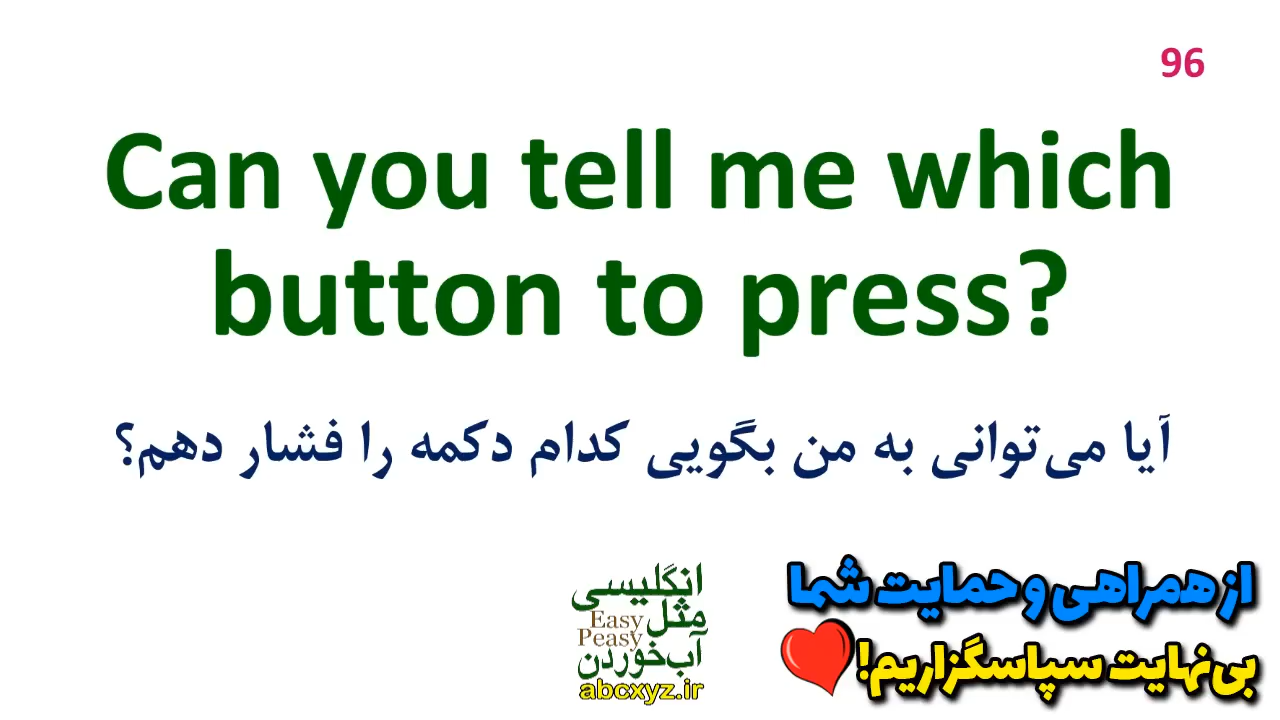 96
Can you tell me which
button to press?
آیا می‌توانی به من بگویی کدام دکمه را فشار دهم؟
انگلیسی
مثل
Easy
Peasy
آب‌خوردن
abcxyz.ir
از همراهی و حمایت شما
بی‌نهایت سپاسگزاریم!